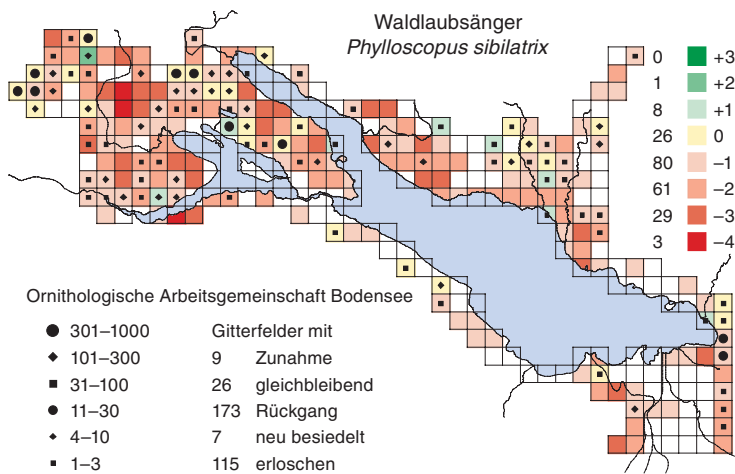 Waldlaubsänger
Phylloscopus sibilatrix
0 +3
1 +2
8 +1
26 0
80 −1
61 −2
29 −3
3 −4
Ornithologische Arbeitsgemeinschaft Bodensee
301–1000 Gitterfelder mit
101–300 9 Zunahme
31–100 26 gleichbleibend
11–30 173 Rückgang
4–10 7 neu besiedelt
1–3 115 erloschen